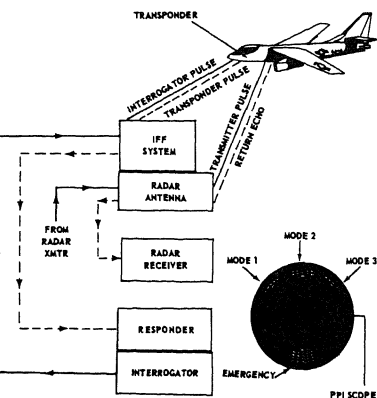 TRANSPONDER
INTERROGATOR PULSE
TRANSPONDER PULSE
TRANSMITTER PULSE
RETURN ECHO
IFF
SYSTEM
RADAR
ANTENNA
FROM
RADAR
XMTR
RADAR
RECEIVER
MODE 2
MODE 1
MODE 3
RESPONDER
INTERROGATOR
EMERGENCY
PPI SCOPE